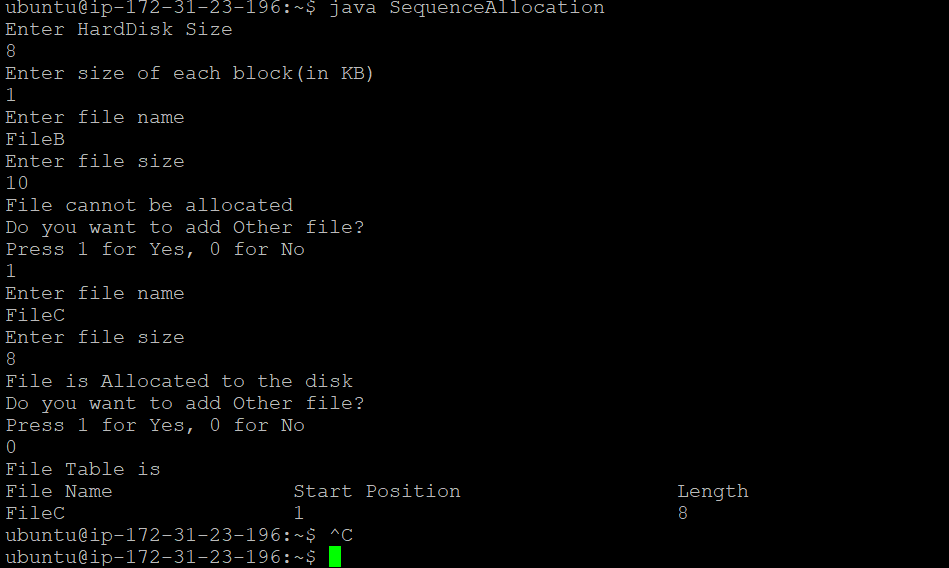 ubuntu@ip-172-31-23-196:~$ java SequenceAllocation
Enter HardDisk Size
8
Enter size of each block(in KB)
1
Enter file name
FileB
Enter file size
10
File cannot be allocated
Do you want to add Other file?
Press 1 for Yes, 0 for No
1
Enter file name
FileC
Enter file size
8
File is Allocated to the disk
Do you want to add Other file?
Press 1 for Yes, 0 for No
0
File Table is
File Name Start Position Length
FileC 1 8
ubuntu@ip-172-31-23-196:~$ ^C
ubuntu@ip-172-31-23-196:~$